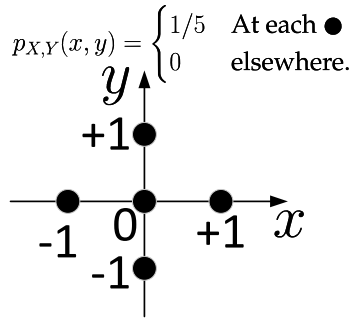 p_{X,Y}(x, y) = { 1/5 At each ●
0 elsewhere.
y
+1
-1 0 +1 x
-1